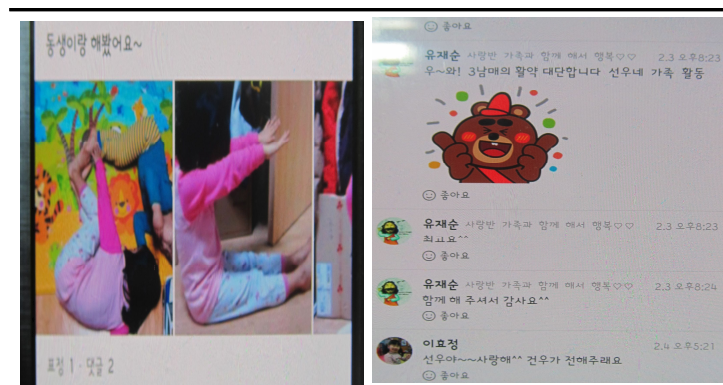 동생이랑 해봤어요~
표정 1 · 댓글 2
좋아요
유재순 사랑반 가족과 함께 해서 행복♡♡ 2.3 오후8:23
우~와! 3남매의 활약 대단합니다 선우네 가족 활동
좋아요
유재순 사랑반 가족과 함께 해서 행복♡♡ 2.3 오후8:23
최고요^^
좋아요
유재순 사랑반 가족과 함께 해서 행복♡♡ 2.3 오후8:24
함께 해 주셔서 감사요^^
좋아요
이효정 2.4 오후5:21
선우야~~사랑해^^ 건우가 전해주래요
좋아요